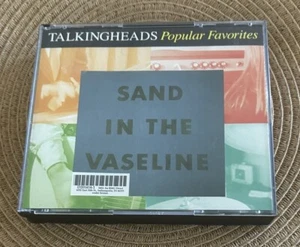 TALKINGHEADS Popular Favorites
SAND
IN THE
VASELINE